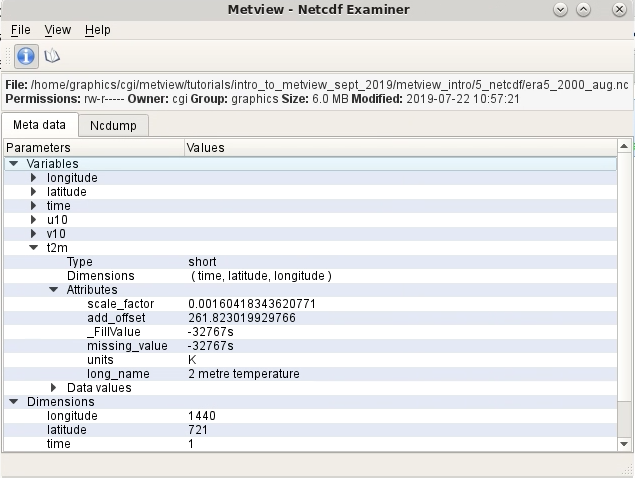 Metview - Netcdf Examiner
File View Help
File: /home/graphics/cgi/metview/tutorials/intro_to_metview_sept_2019/metview_intro/5_netcdf/era5_2000_aug.nc
Permissions: rw-r----- Owner: cgi Group: graphics Size: 6.0 MB Modified: 2019-07-22 10:57:21
Meta data Ncdump
Parameters Values
Variables
longitude
latitude
time
u10
v10
t2m
Type short
Dimensions ( time, latitude, longitude )
Attributes
scale_factor 0.00160418343620771
add_offset 261.823019929766
_FillValue -32767s
missing_value -32767s
units K
long_name 2 metre temperature
Data values
Dimensions
longitude 1440
latitude 721
time 1